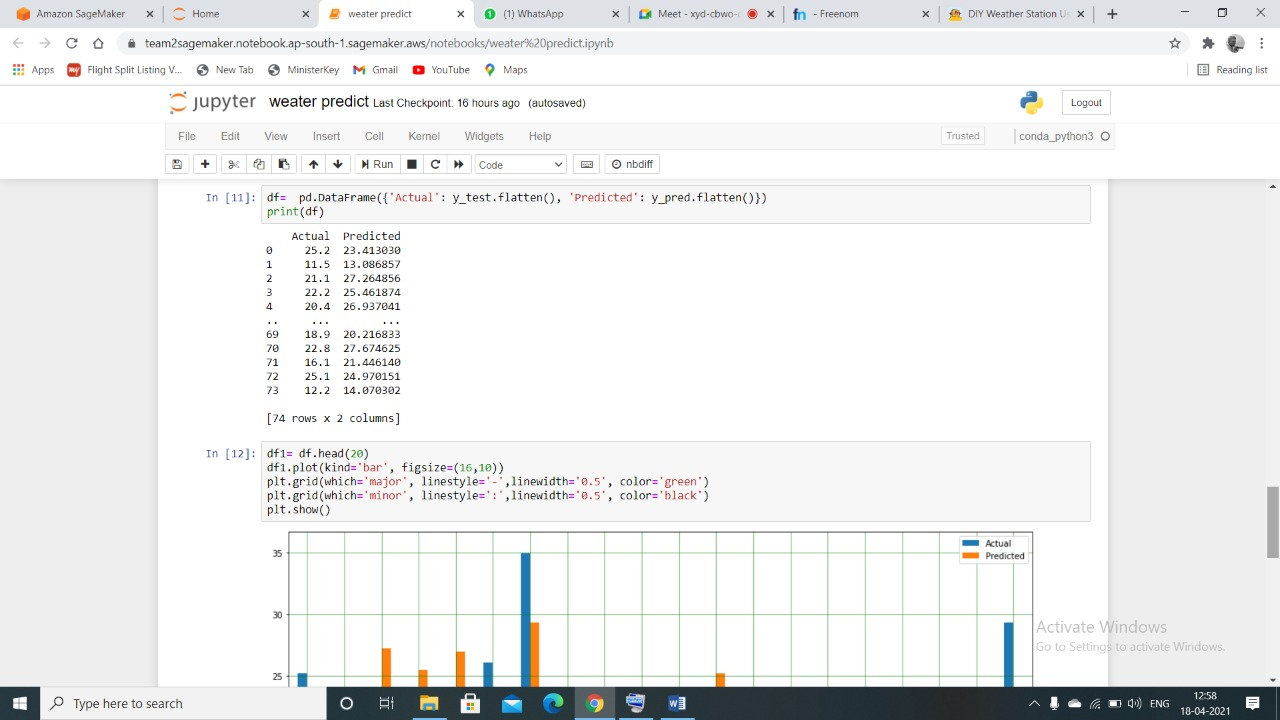 Amazon SageMaker
Home
weater predict
(1) WhatsApp
Meet - xyd-cbwo-
fn - Freenom
DIY Weather Station Us
team2sagemaker.notebook.ap-south-1.sagemaker.aws/notebooks/weater%20predict.ipynb
Apps
my Flight Split Listing V...
New Tab
MinisterKey
Gmail
YouTube
Maps
Reading list
jupyter weater predict Last Checkpoint: 16 hours ago (autosaved)
Logout
File Edit View Insert Cell Kernel Widgets Help
Trusted
conda_python3
Run
Code
nbdiff
In [11]: df=  pd.DataFrame({'Actual': y_test.flatten(), 'Predicted': y_pred.flatten()})
print(df)
Actual  Predicted
0     25.2  23.413030
1     11.5  13.086857
2     21.1  27.264856
3     22.2  25.461874
4     20.4  26.937041
..     ...        ...
69    18.9  20.216833
70    22.8  27.674625
71    16.1  21.446140
72    25.1  24.970151
73    12.2  14.070302
[74 rows x 2 columns]
In [12]: df1= df.head(20)
df1.plot(kind='bar', figsize=(16,10))
plt.grid(which='major', linestyle='-',linewidth='0.5', color='green')
plt.grid(which='minor', linestyle=':',linewidth='0.5', color='black')
plt.show()
35
Actual
Predicted
30
25
Activate Windows
Go to Settings to activate Windows.
Type here to search
ENG
12:58
18-04-2021